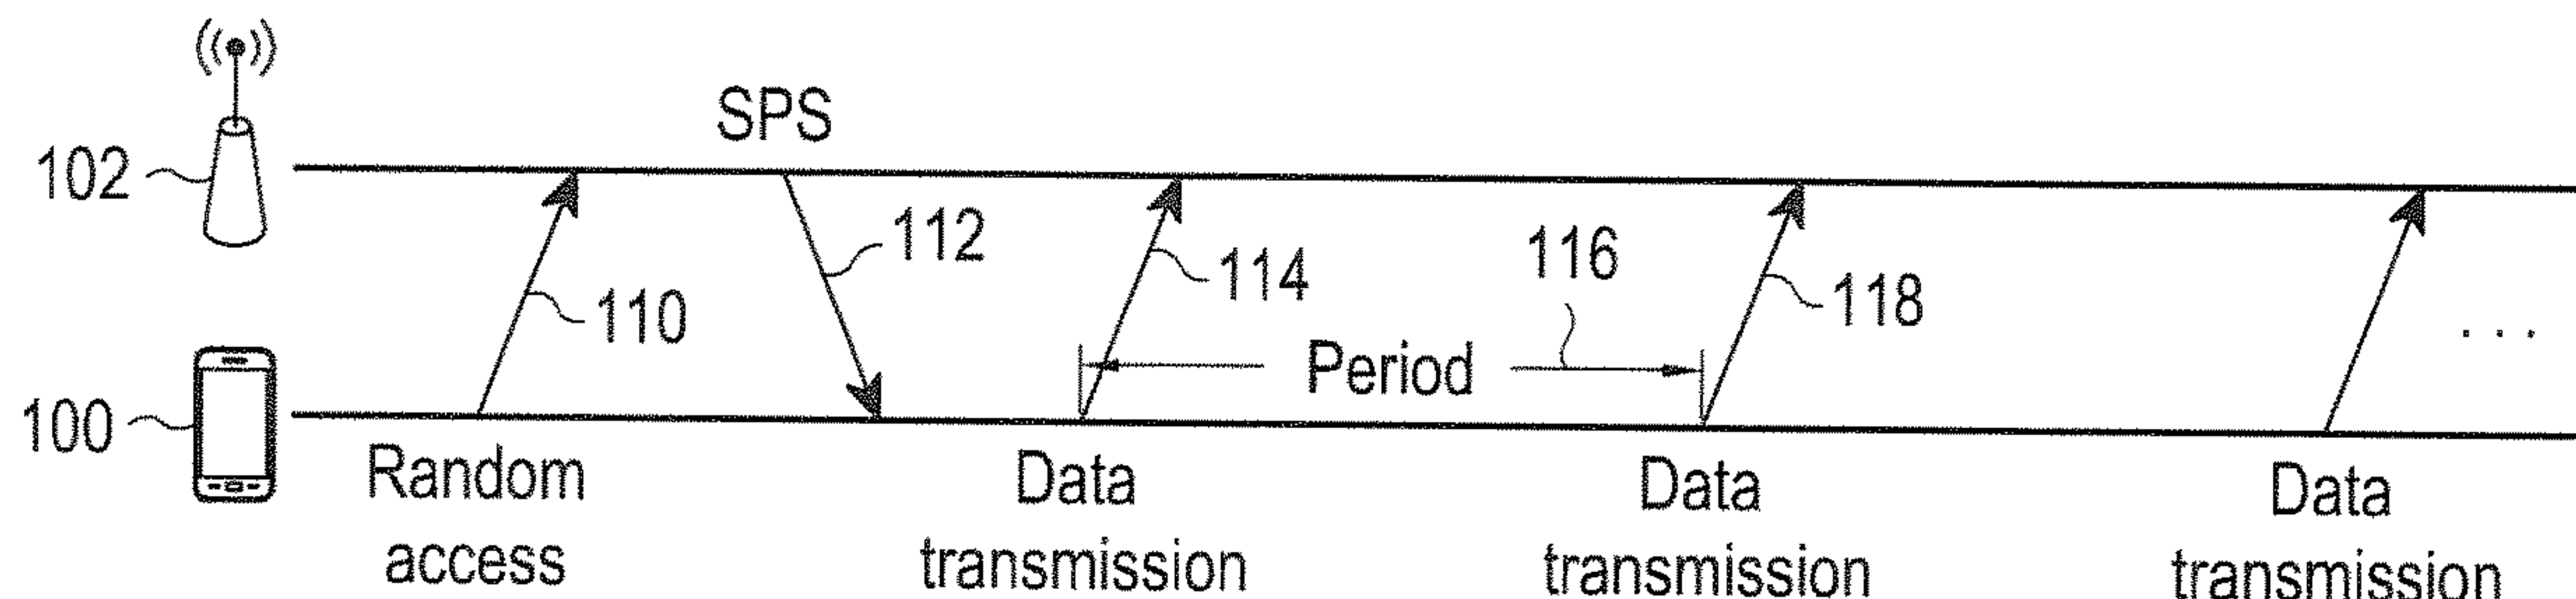 SPS
102
112
114
116
110
118
. . .
Period
100
Random
access
Data
transmission
Data
transmission
Data
transmission